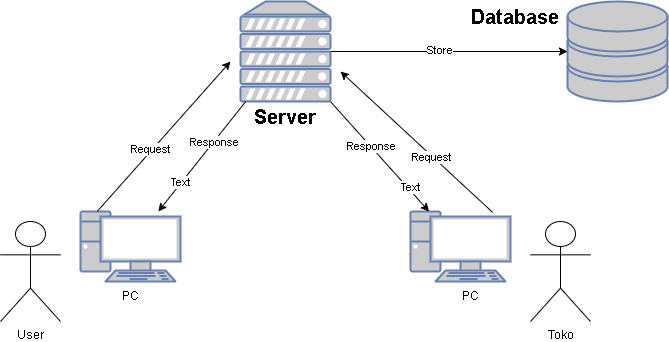 Database
Store
Server
Request
Response
Text
Response
Request
Text
PC
PC
User
Toko